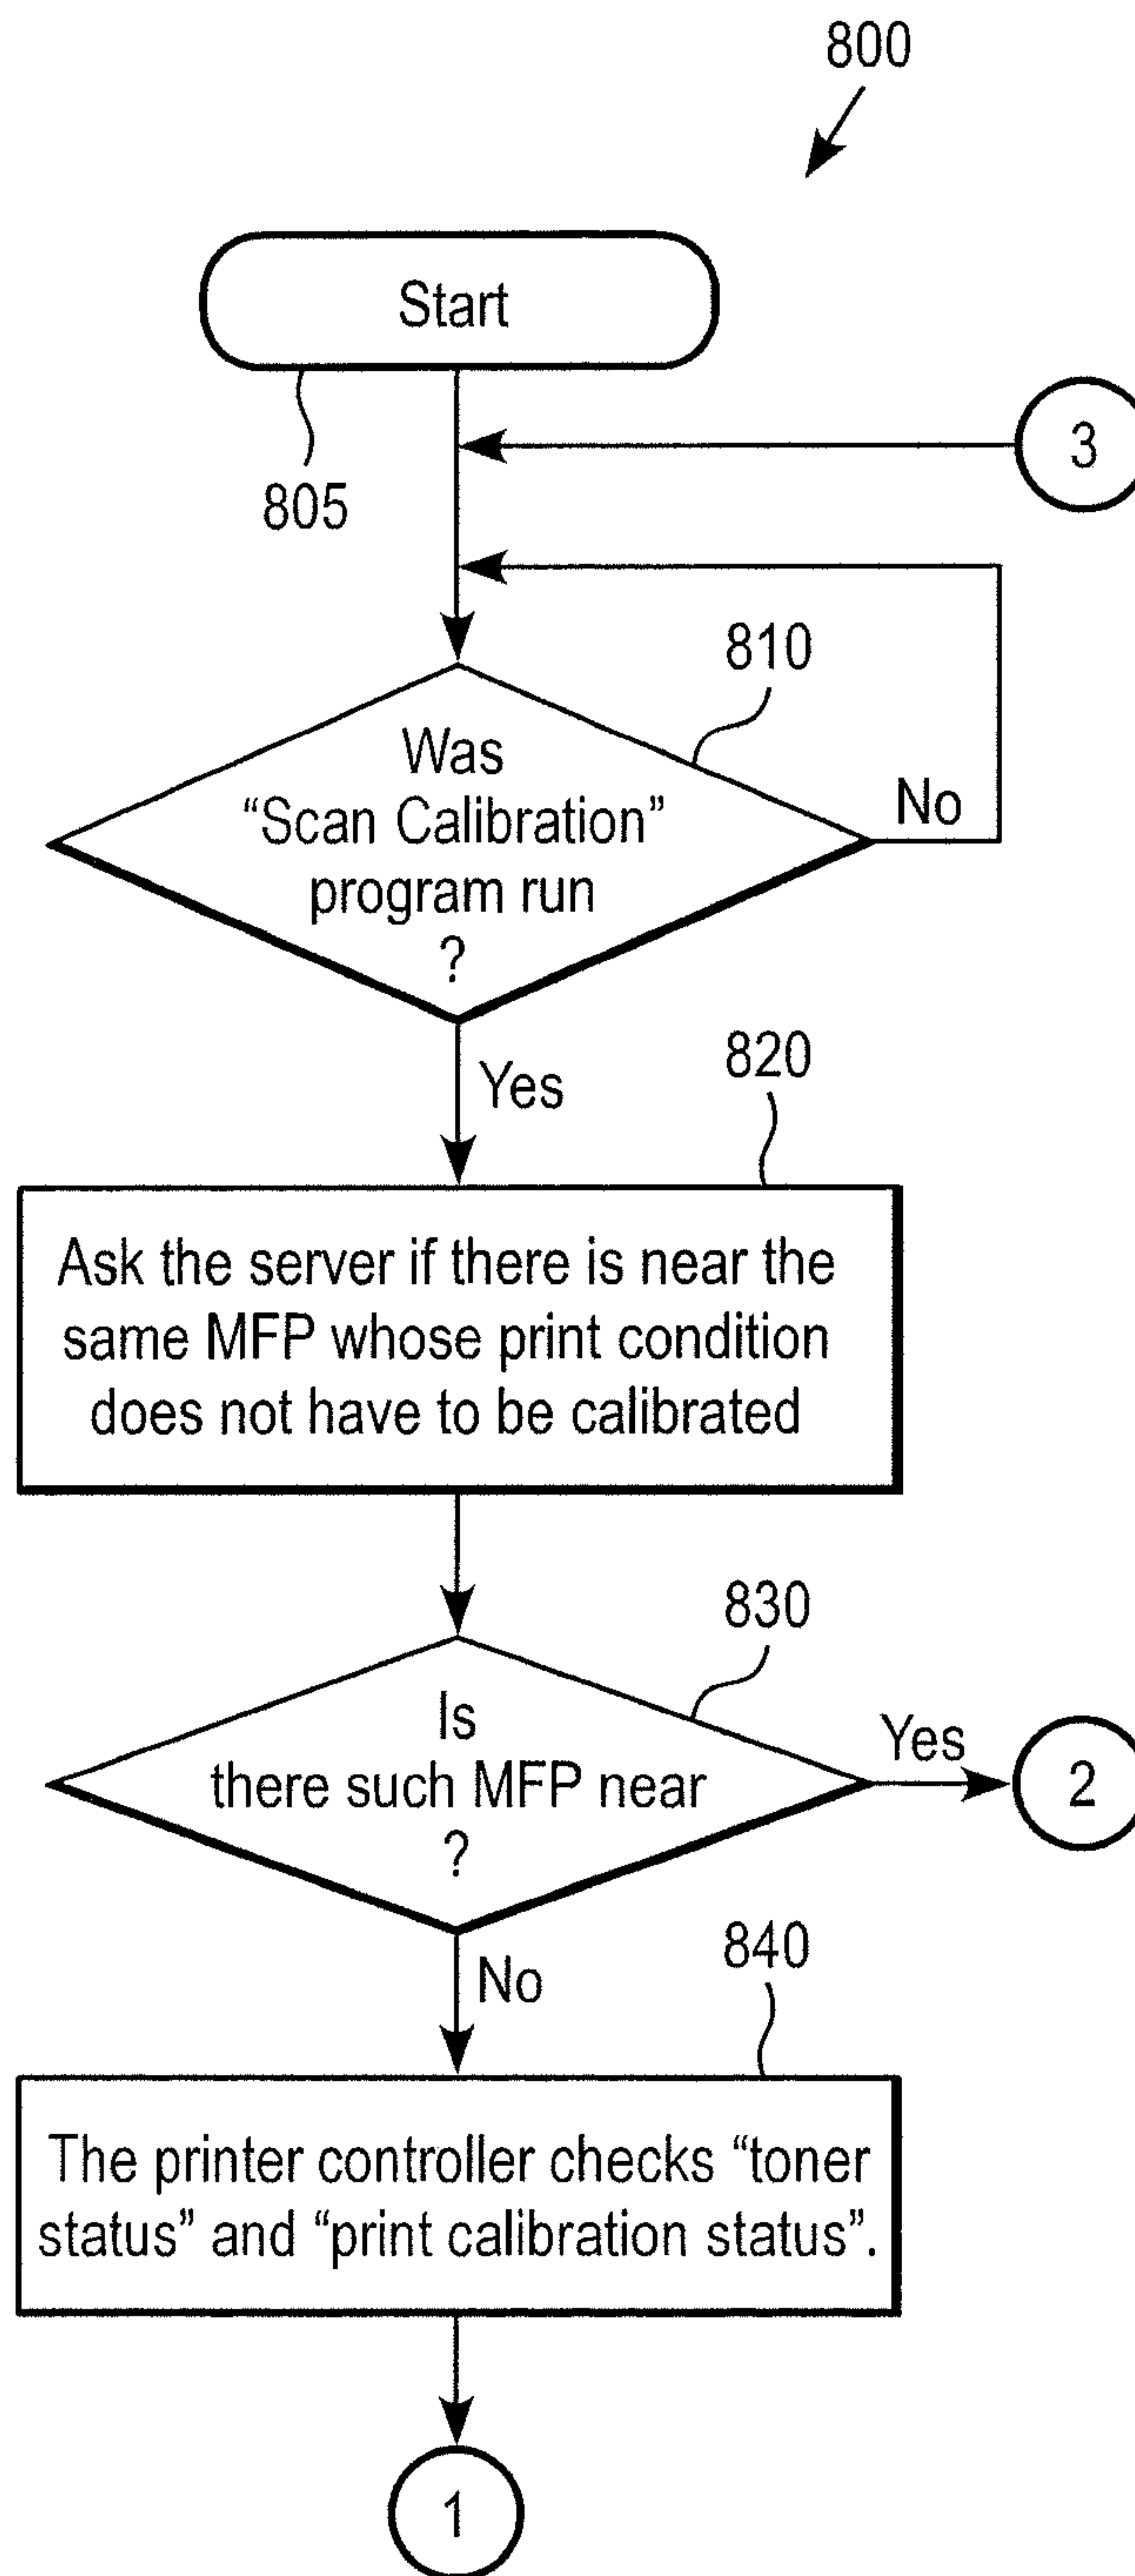 800
Start
3
805
810
Was
“Scan Calibration”
program run
?
No
Yes
820
Ask the server if there is near the
same MFP whose print condition
does not have to be calibrated
830
Is
there such MFP near
?
Yes
2
No
840
The printer controller checks “toner
status” and “print calibration status”.
1